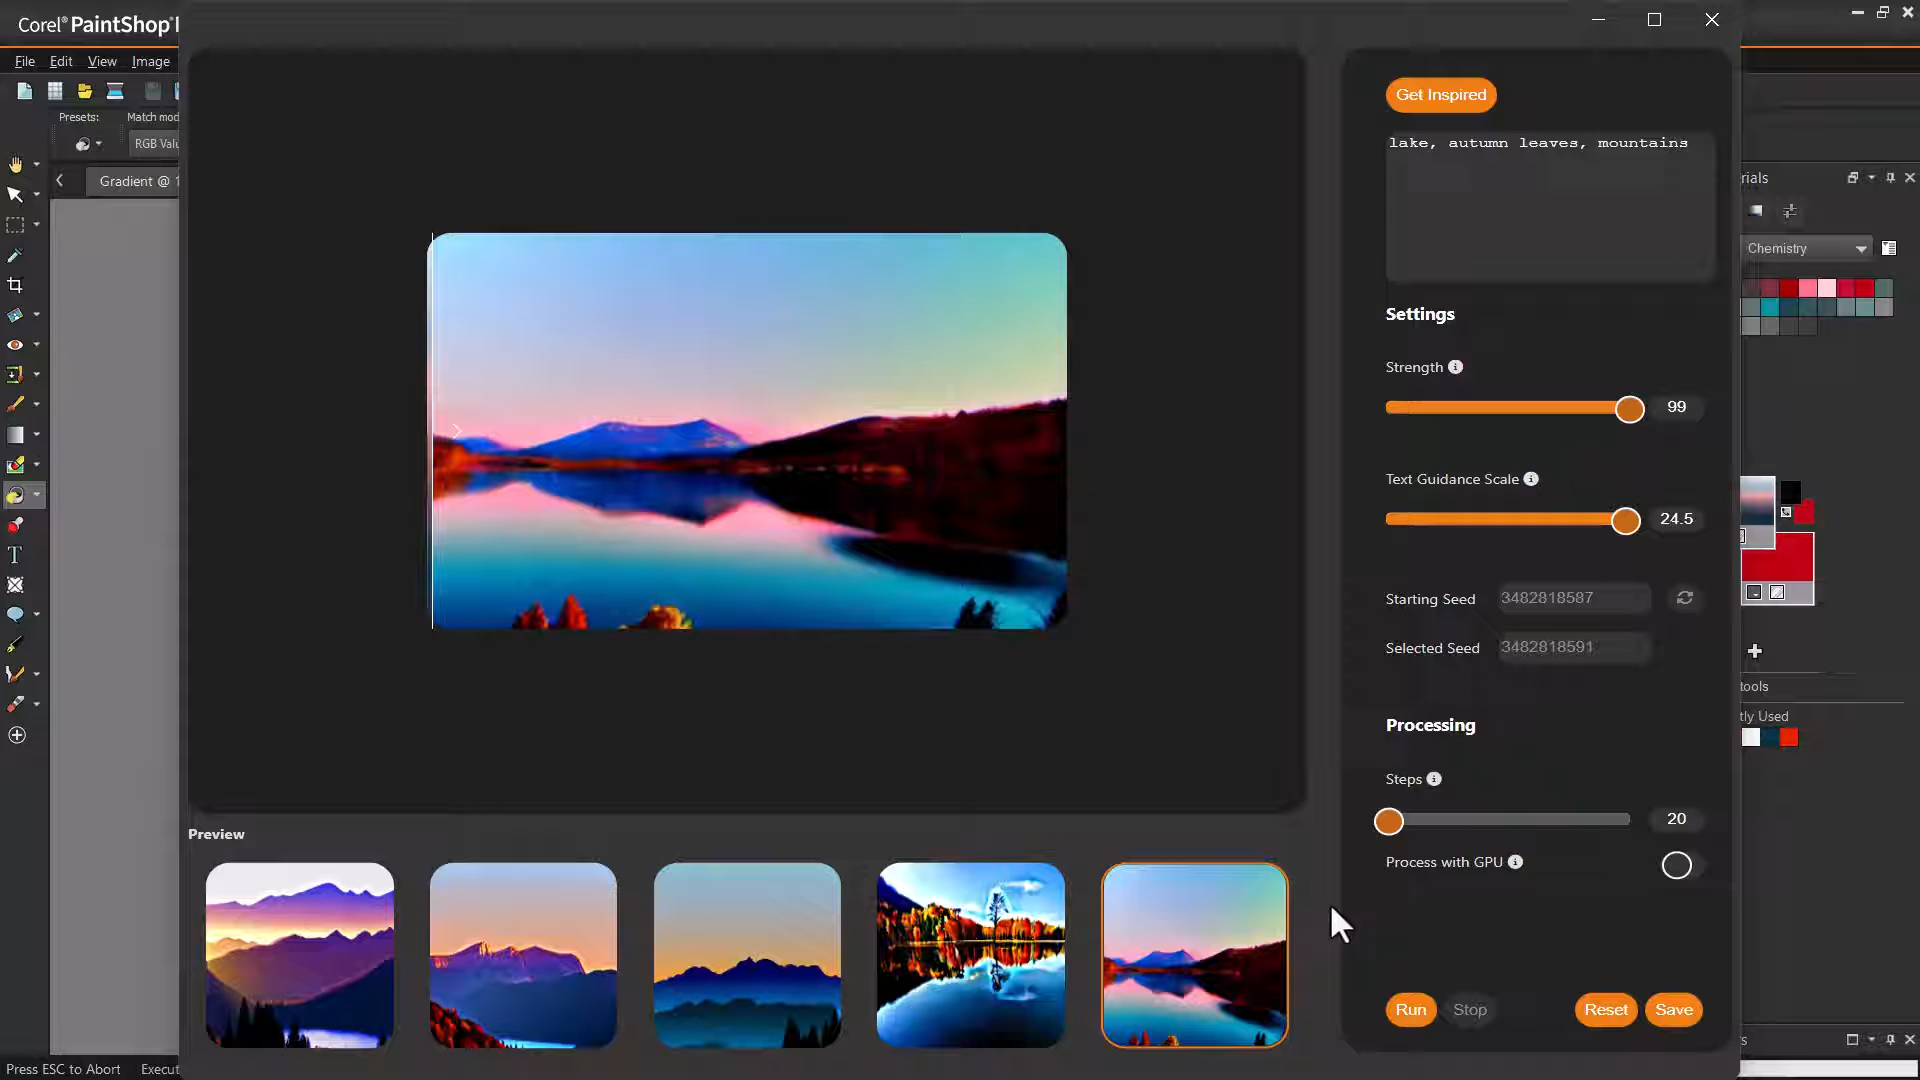 Corel® PaintShop®
File Edit View Image
Presets:
Match mod
RGB Valu
Gradient @ 1
Get Inspired
lake, autumn leaves, mountains
Settings
Strength
99
Text Guidance Scale
24.5
Starting Seed 3482818587
Selected Seed 3482818591
Processing
Steps
20
Process with GPU
Run Stop Reset Save
Preview
rials
Chemistry
tools
tly Used
Press ESC to Abort Execut